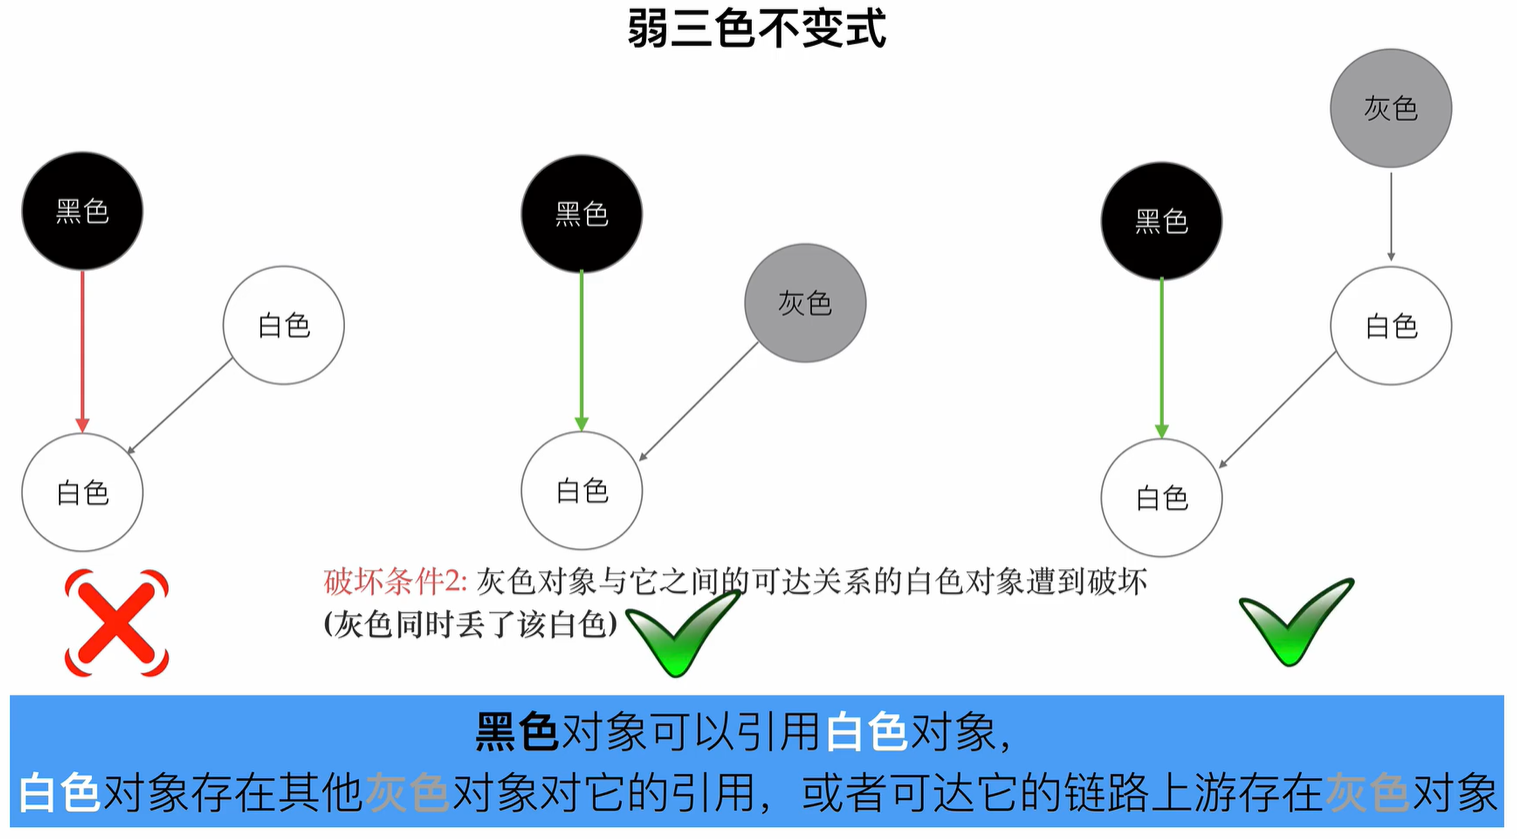 弱三色不变式
灰色
黑色
黑色
黑色
灰色
白色
白色
白色
白色
白色
破坏条件2: 灰色对象与它之间的可达关系的白色对象遭到破坏
(灰色同时丢了该白色)
黑色对象可以引用白色对象，
白色对象存在其他灰色对象对它的引用，或者可达它的链路上游存在灰色对象